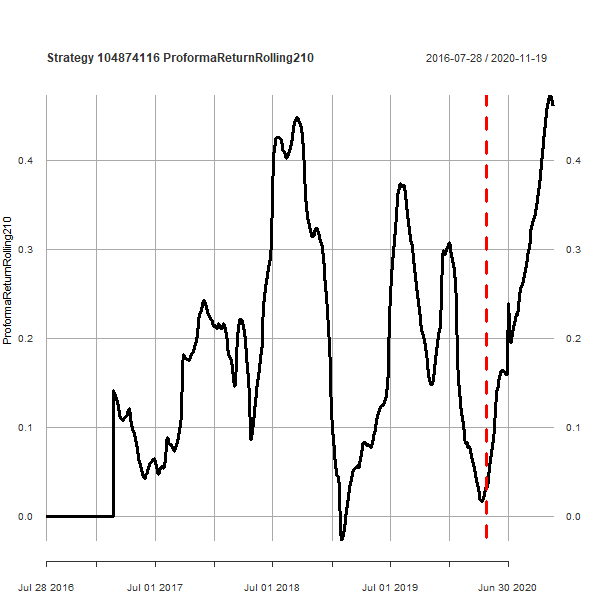 Strategy 104874116 ProformaReturnRolling210
2016-07-28 / 2020-11-19
ProformaReturnRolling210
0.4
0.4
0.3
0.3
0.2
0.2
0.1
0.1
0.0
0.0
Jul 28 2016
Jul 01 2017
Jul 01 2018
Jul 01 2019
Jun 30 2020